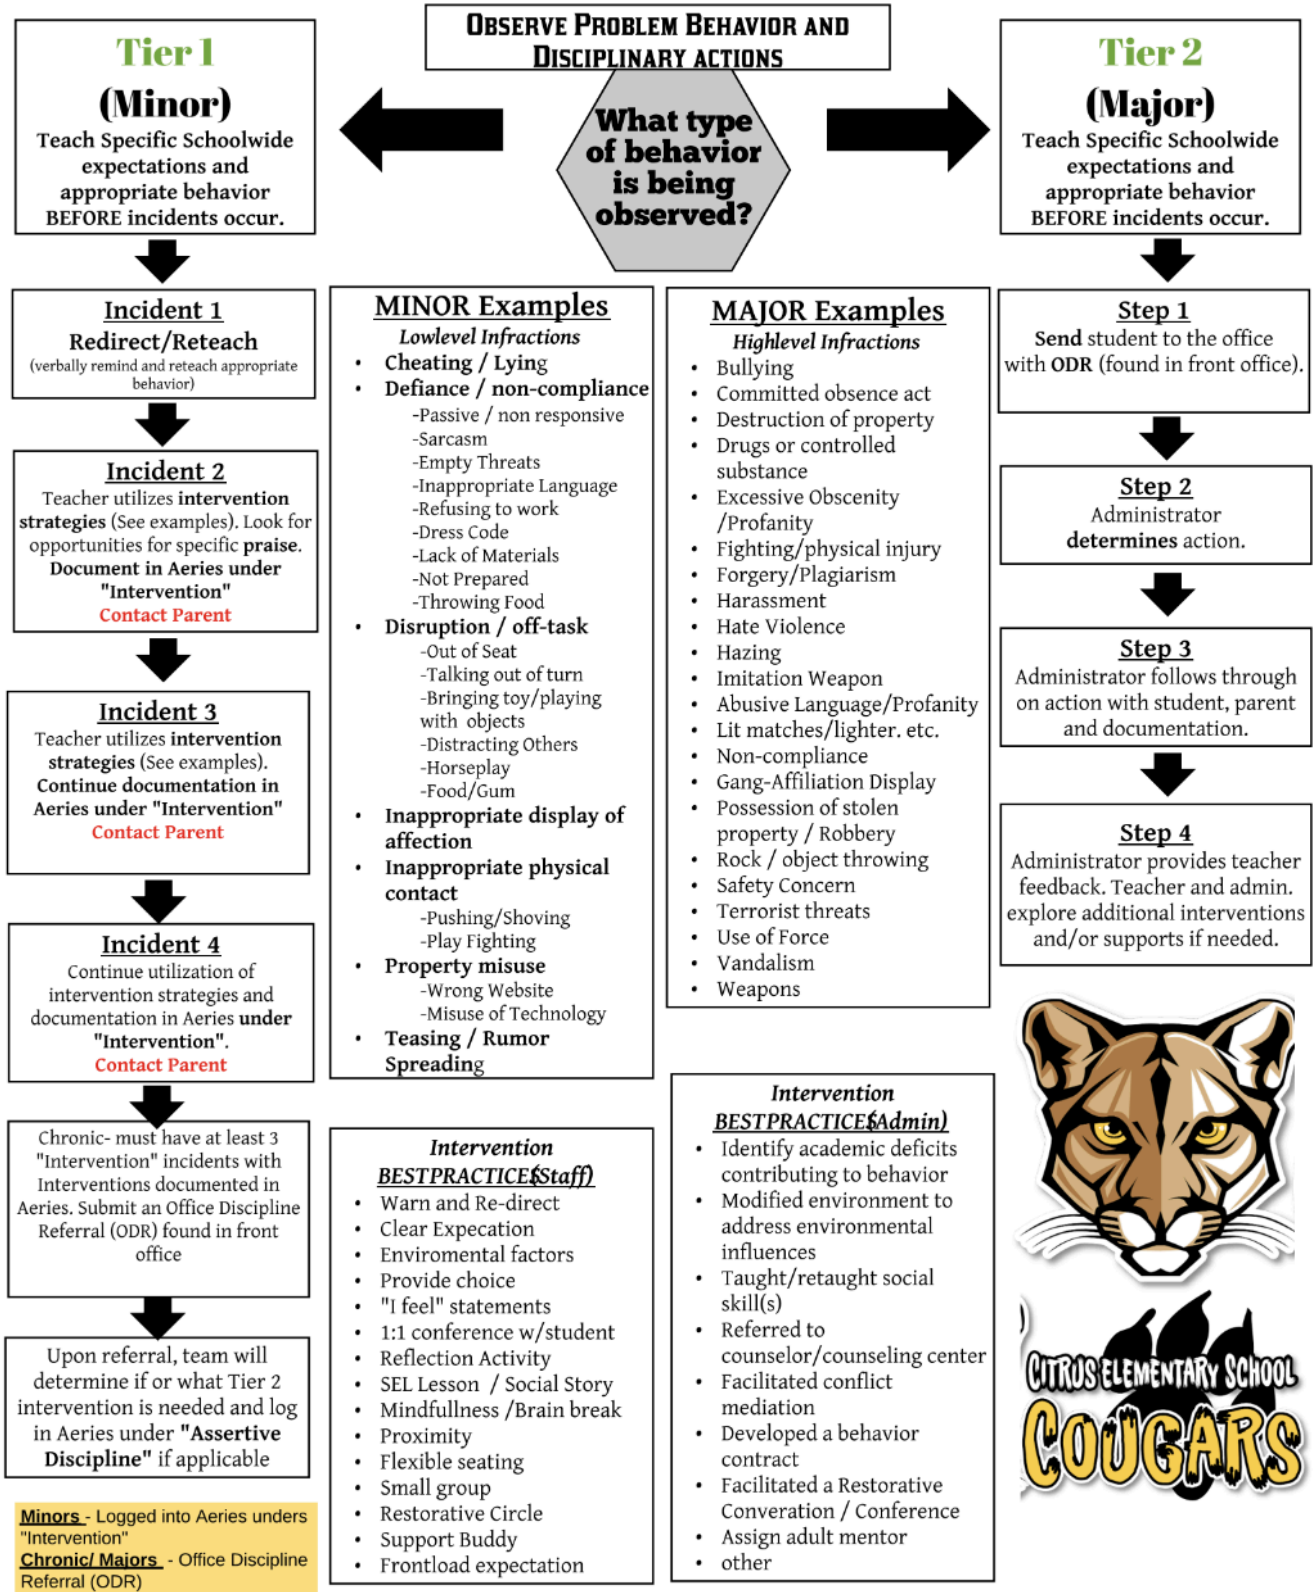 OBSERVE PROBLEM BEHAVIOR AND
DISCIPLINARY ACTIONS
What type
of behavior
is being
observed?
Tier 1
(Minor)
Teach Specific Schoolwide
expectations and
appropriate behavior
BEFORE incidents occur.
Incident 1
Redirect/Reteach
(verbally remind and reteach appropriate
behavior)
Incident 2
Teacher utilizes intervention
strategies (See examples). Look for
opportunities for specific praise.
Document in Aeries under
"Intervention"
Contact Parent
Incident 3
Teacher utilizes intervention
strategies (See examples).
Continue documentation in
Aeries under "Intervention"
Contact Parent
Incident 4
Continue utilization of
intervention strategies and
documentation in Aeries under
"Intervention".
Contact Parent
Chronic- must have at least 3
"Intervention" incidents with
Interventions documented in
Aeries. Submit an Office Discipline
Referral (ODR) found in front
office
Upon referral, team will
determine if or what Tier 2
intervention is needed and log
in Aeries under "Assertive
Discipline" if applicable
Minors - Logged into Aeries unders
"Intervention"
Chronic/ Majors - Office Discipline
Referral (ODR)
MINOR Examples
Lowlevel Infractions
• Cheating / Lying
• Defiance / non-compliance
-Passive / non responsive
-Sarcasm
-Empty Threats
-Inappropriate Language
-Refusing to work
-Dress Code
-Lack of Materials
-Not Prepared
-Throwing Food
• Disruption / off-task
-Out of Seat
-Talking out of turn
-Bringing toy/playing
with objects
-Distracting Others
-Horseplay
-Food/Gum
• Inappropriate display of
affection
• Inappropriate physical
contact
-Pushing/Shoving
-Play Fighting
• Property misuse
-Wrong Website
-Misuse of Technology
• Teasing / Rumor
Spreading
Intervention
BESTPRACTICES(Staff)
• Warn and Re-direct
• Clear Expecation
• Enviromental factors
• Provide choice
• "I feel" statements
• 1:1 conference w/student
• Reflection Activity
• SEL Lesson / Social Story
• Mindfullness /Brain break
• Proximity
• Flexible seating
• Small group
• Restorative Circle
• Support Buddy
• Frontload expectation
MAJOR Examples
Highlevel Infractions
• Bullying
• Committed obsence act
• Destruction of property
• Drugs or controlled
substance
• Excessive Obscenity
/Profanity
• Fighting/physical injury
• Forgery/Plagiarism
• Harassment
• Hate Violence
• Hazing
• Imitation Weapon
• Abusive Language/Profanity
• Lit matches/lighter. etc.
• Non-compliance
• Gang-Affiliation Display
• Possession of stolen
property / Robbery
• Rock / object throwing
• Safety Concern
• Terrorist threats
• Use of Force
• Vandalism
• Weapons
Intervention
BESTPRACTICES(Admin)
• Identify academic deficits
contributing to behavior
• Modified environment to
address environmental
influences
• Taught/retaught social
skill(s)
• Referred to
counselor/counseling center
• Facilitated conflict
mediation
• Developed a behavior
contract
• Facilitated a Restorative
Converation / Conference
• Assign adult mentor
• other
Tier 2
(Major)
Teach Specific Schoolwide
expectations and
appropriate behavior
BEFORE incidents occur.
Step 1
Send student to the office
with ODR (found in front office).
Step 2
Administrator
determines action.
Step 3
Administrator follows through
on action with student, parent
and documentation.
Step 4
Administrator provides teacher
feedback. Teacher and admin.
explore additional interventions
and/or supports if needed.
CITRUS ELEMENTARY SCHOOL
COUGARS